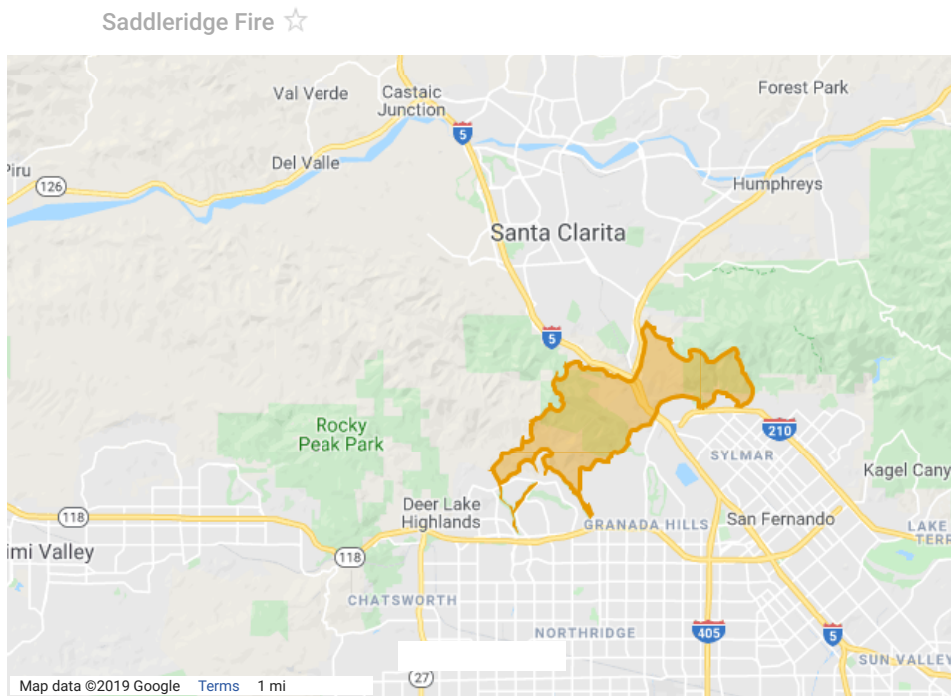 Saddleridge Fire
Val Verde
Castaic
Junction
Forest Park
5
Del Valle
Piru
126
Humphreys
Santa Clarita
5
Rocky
Peak Park
210
SYLMAR
Kagel Cany
Deer Lake
Highlands
118
GRANADA HILLS
San Fernando
LAKE
TERR
imi Valley
118
CHATSWORTH
NORTHRIDGE
405
5
SUN VALLEY
27
Map data ©2019 Google Terms 1 mi